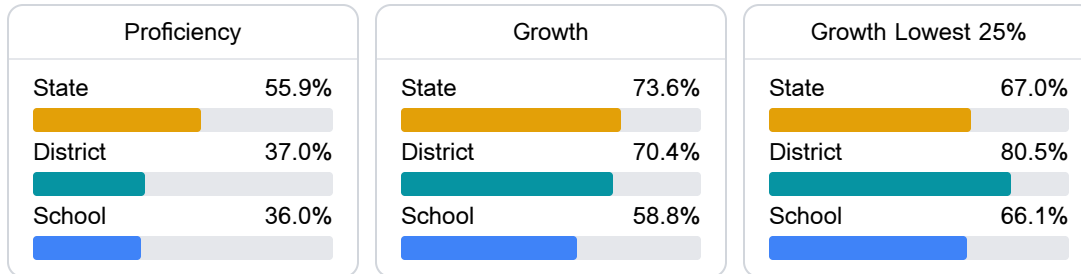 Proficiency
State 55.9%
District 37.0%
School 36.0%
Growth
State 73.6%
District 70.4%
School 58.8%
Growth Lowest 25%
State 67.0%
District 80.5%
School 66.1%